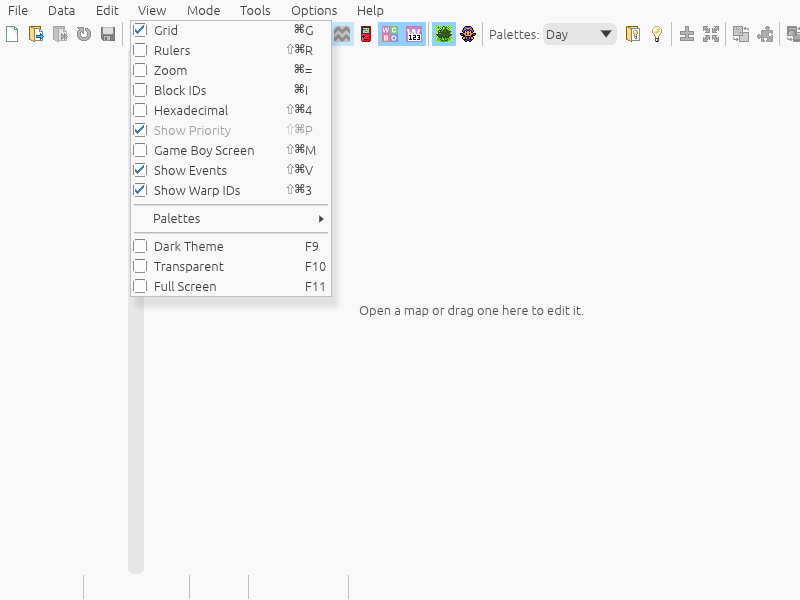 File Data Edit View Mode Tools Options Help
Palettes: Day
Grid ⌘G
Rulers ⇧⌘R
Zoom ⌘=
Block IDs ⌘I
Hexadecimal ⇧⌘4
Show Priority ⇧⌘P
Game Boy Screen ⇧⌘M
Show Events ⇧⌘V
Show Warp IDs ⇧⌘3
Palettes
Dark Theme F9
Transparent F10
Full Screen F11
Open a map or drag one here to edit it.